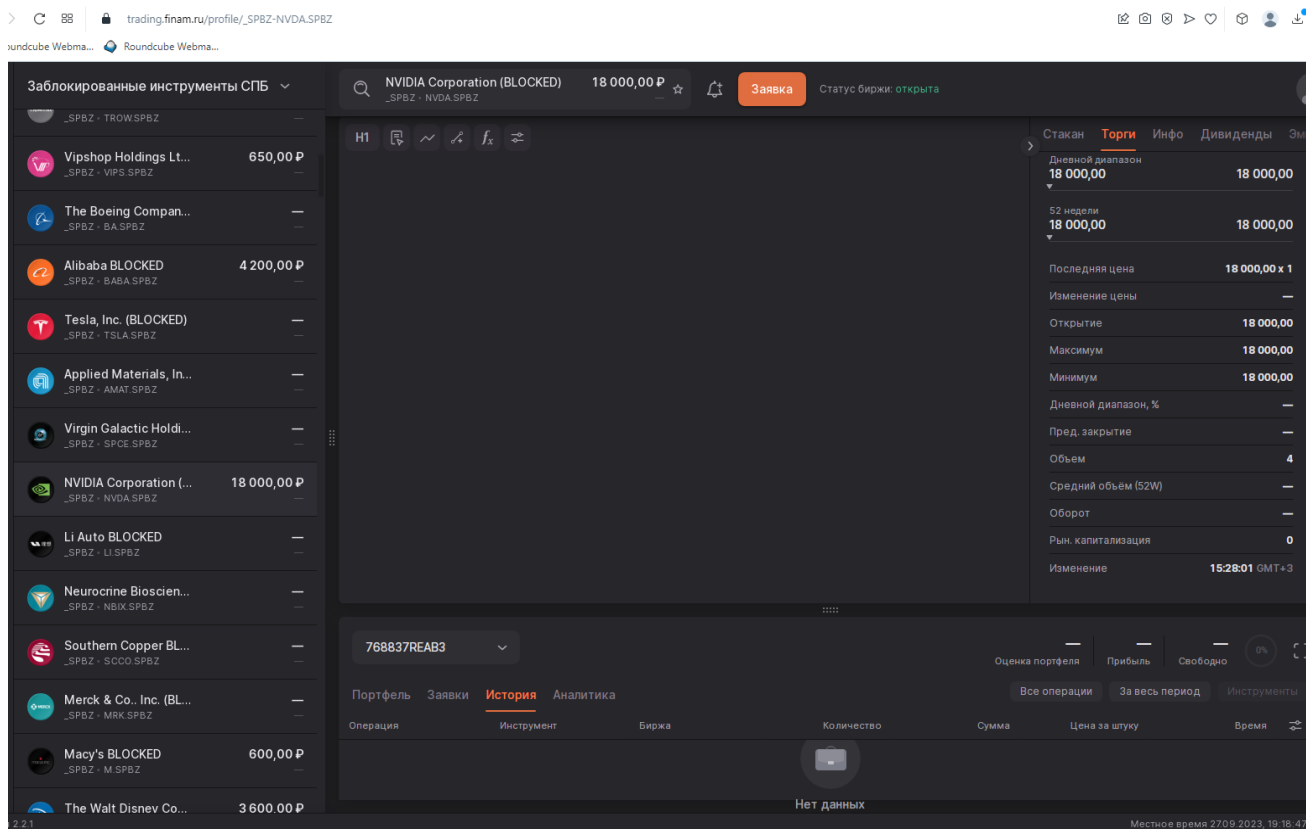 trading.finam.ru/profile/_SPBZ-NVDA.SPBZ
oundcube Webma... Roundcube Webma...
Заблокированные инструменты СПБ
_SPBZ • TROW.SPBZ —
Vipshop Holdings Lt... 650,00 ₽
_SPBZ • VIPS.SPBZ —
The Boeing Compan... —
_SPBZ • BA.SPBZ —
Alibaba BLOCKED 4 200,00 ₽
_SPBZ • BABA.SPBZ —
Tesla, Inc. (BLOCKED) —
_SPBZ • TSLA.SPBZ —
Applied Materials, In... —
_SPBZ • AMAT.SPBZ —
Virgin Galactic Holdi... —
_SPBZ • SPCE.SPBZ —
NVIDIA Corporation (... 18 000,00 ₽
_SPBZ • NVDA.SPBZ —
Li Auto BLOCKED —
_SPBZ • LI.SPBZ —
Neurocrine Bioscien... —
_SPBZ • NBIX.SPBZ —
Southern Copper BL... —
_SPBZ • SCCO.SPBZ —
Merck & Co.. Inc. (BL... —
_SPBZ • MRK.SPBZ —
Macy's BLOCKED 600,00 ₽
_SPBZ • M.SPBZ —
The Walt Disney Co... 3 600,00 ₽
2.2.1
NVIDIA Corporation (BLOCKED) 18 000,00 ₽
_SPBZ • NVDA.SPBZ —
Заявка
Статус биржи: открыта
H1 fx
Стакан Торги Инфо Дивиденды Эм
Дневной диапазон
18 000,00 18 000,00
52 недели
18 000,00 18 000,00
Последняя цена 18 000,00 x 1
Изменение цены —
Открытие 18 000,00
Максимум 18 000,00
Минимум 18 000,00
Дневной диапазон, % —
Пред. закрытие —
Объем 4
Средний объём (52W) —
Оборот —
Рын. капитализация 0
Изменение 15:28:01 GMT+3
768837REAB3
— — — 0%
Оценка портфеля Прибыль Свободно
Портфель Заявки История Аналитика
Все операции За весь период Инструменты
Операция Инструмент Биржа Количество Сумма Цена за штуку Время
Нет данных
Местное время 27.09.2023, 19:18:47